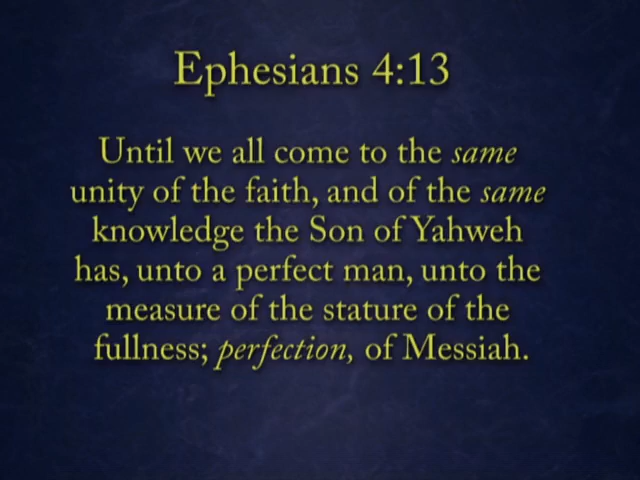 Ephesians 4:13
Until we all come to the same
unity of the faith, and of the same
knowledge the Son of Yahweh
has, unto a perfect man, unto the
measure of the stature of the
fullness; perfection, of Messiah.